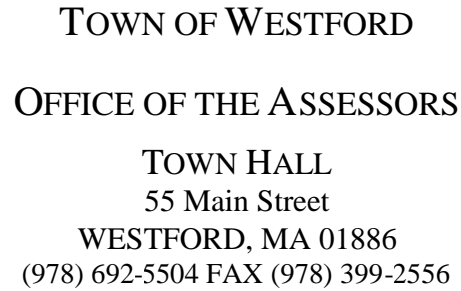 TOWN OF WESTFORD
OFFICE OF THE ASSESSORS
TOWN HALL
55 Main Street
WESTFORD, MA 01886
(978) 692-5504 FAX (978) 399-2556